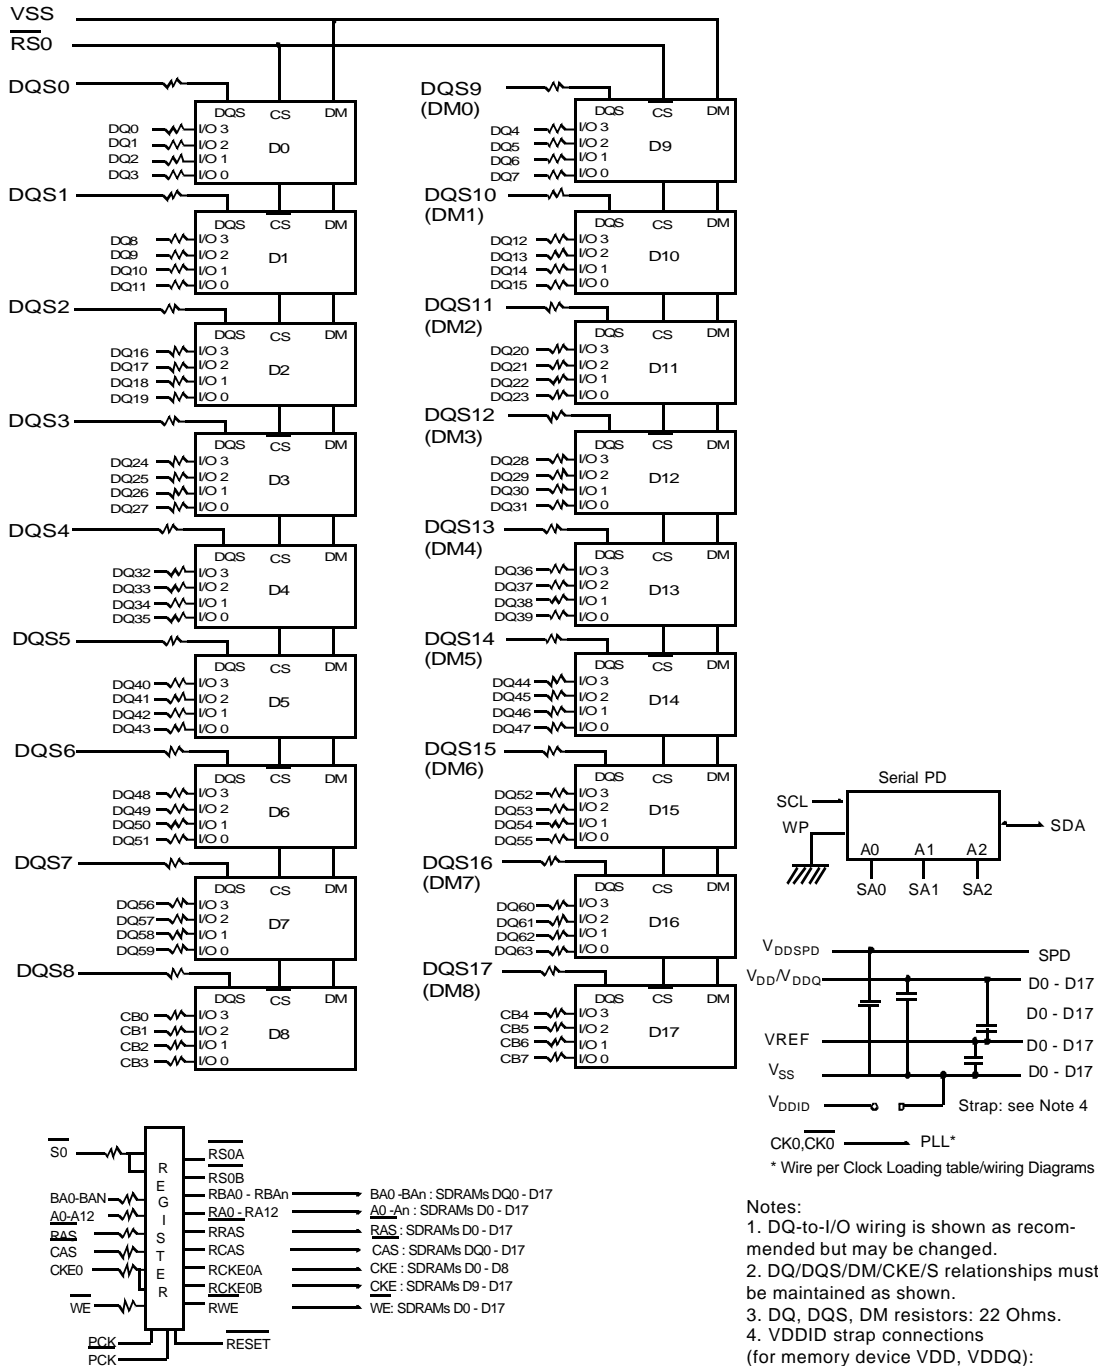 VSS
RS0
DQS0
DQS CS DM
DQ0 I/O 3
DQ1 I/O 2
DQ2 I/O 1
DQ3 I/O 0
D0
DQS1
DQS CS DM
DQ8 I/O 3
DQ9 I/O 2
DQ10 I/O 1
DQ11 I/O 0
D1
DQS2
DQS CS DM
DQ16 I/O 3
DQ17 I/O 2
DQ18 I/O 1
DQ19 I/O 0
D2
DQS3
DQS CS DM
DQ24 I/O 3
DQ25 I/O 2
DQ26 I/O 1
DQ27 I/O 0
D3
DQS4
DQS CS DM
DQ32 I/O 3
DQ33 I/O 2
DQ34 I/O 1
DQ35 I/O 0
D4
DQS5
DQS CS DM
DQ40 I/O 3
DQ41 I/O 2
DQ42 I/O 1
DQ43 I/O 0
D5
DQS6
DQS CS DM
DQ48 I/O 3
DQ49 I/O 2
DQ50 I/O 1
DQ51 I/O 0
D6
DQS7
DQS CS DM
DQ56 I/O 3
DQ57 I/O 2
DQ58 I/O 1
DQ59 I/O 0
D7
DQS8
DQS CS DM
CB0 I/O 3
CB1 I/O 2
CB2 I/O 1
CB3 I/O 0
D8
DQS9
(DM0)
DQS CS DM
DQ4 I/O 3
DQ5 I/O 2
DQ6 I/O 1
DQ7 I/O 0
D9
DQS10
(DM1)
DQS CS DM
DQ12 I/O 3
DQ13 I/O 2
DQ14 I/O 1
DQ15 I/O 0
D10
DQS11
(DM2)
DQS CS DM
DQ20 I/O 3
DQ21 I/O 2
DQ22 I/O 1
DQ23 I/O 0
D11
DQS12
(DM3)
DQS CS DM
DQ28 I/O 3
DQ29 I/O 2
DQ30 I/O 1
DQ31 I/O 0
D12
DQS13
(DM4)
DQS CS DM
DQ36 I/O 3
DQ37 I/O 2
DQ38 I/O 1
DQ39 I/O 0
D13
DQS14
(DM5)
DQS CS DM
DQ44 I/O 3
DQ45 I/O 2
DQ46 I/O 1
DQ47 I/O 0
D14
DQS15
(DM6)
DQS CS DM
DQ52 I/O 3
DQ53 I/O 2
DQ54 I/O 1
DQ55 I/O 0
D15
DQS16
(DM7)
DQS CS DM
DQ60 I/O 3
DQ61 I/O 2
DQ62 I/O 1
DQ63 I/O 0
D16
DQS17
(DM8)
DQS CS DM
CB4 I/O 3
CB5 I/O 2
CB6 I/O 1
CB7 I/O 0
D17
Serial PD
SCL
WP
SDA
A0 A1 A2
SA0 SA1 SA2
VDDSPD SPD
VDD/VDDQ D0 - D17
D0 - D17
VREF D0 - D17
VSS D0 - D17
VDDID Strap: see Note 4
CK0,CK0 PLL*
* Wire per Clock Loading table/wiring Diagrams
S0
BA0-BAN
A0-A12
RAS
CAS
CKE0
WE
PCK
PCK
REGISTER
RS0A
RS0B
RBA0 - RBAn BA0 -BAn : SDRAMs DQ0 - D17
RA0 - RA12 A0 -An : SDRAMs D0 - D17
RRAS RAS : SDRAMs D0 - D17
RCAS CAS : SDRAMs DQ0 - D17
RCKE0A CKE : SDRAMs D0 - D8
RCKE0B CKE : SDRAMs D9 - D17
RWE WE: SDRAMs D0 - D17
RESET
Notes:
1. DQ-to-I/O wiring is shown as recom-
mended but may be changed.
2. DQ/DQS/DM/CKE/S relationships must
be maintained as shown.
3. DQ, DQS, DM resistors: 22 Ohms.
4. VDDID strap connections
(for memory device VDD, VDDQ):